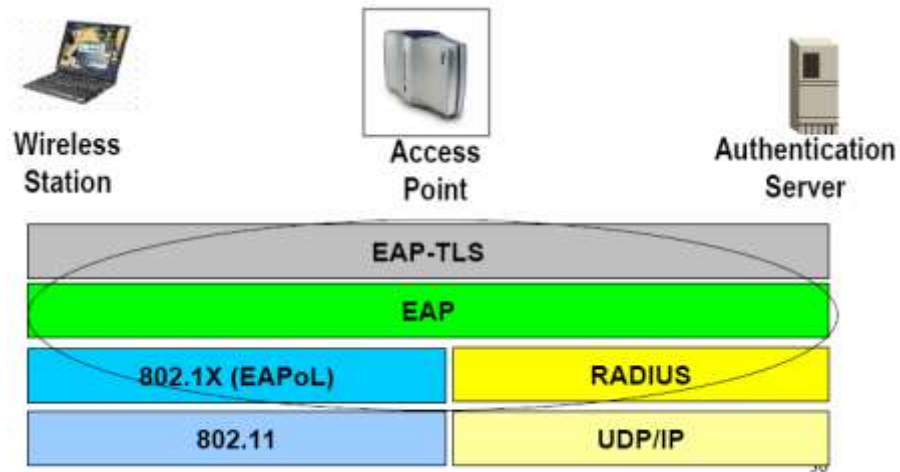 Wireless
Station
Access
Point
Authentication
Server
EAP-TLS
EAP
802.1X (EAPoL)
RADIUS
802.11
UDP/IP